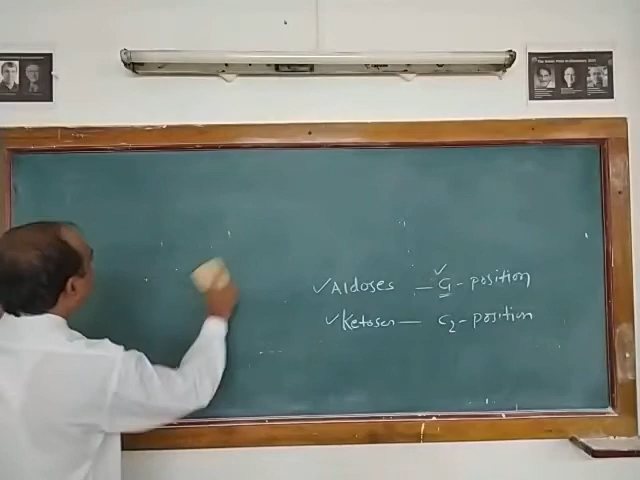 ✓Aldoses — C1 - position
✓Ketoses — C2 - position